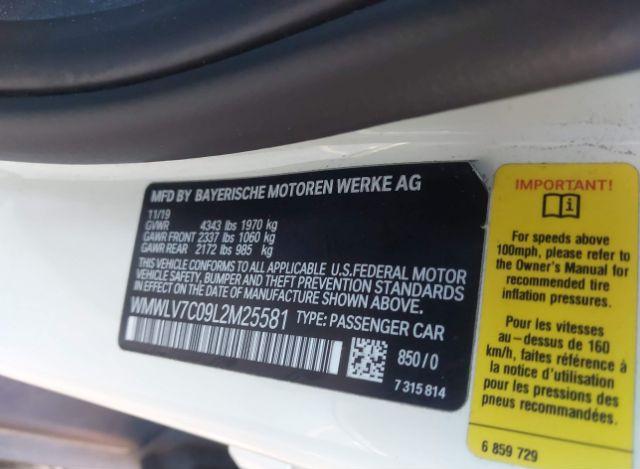 MFD BY BAYERISCHE MOTOREN WERKE AG
11/19
GVWR 4343 lbs 1970 kg
GAWR FRONT 2337 lbs 1060 kg
GAWR REAR 2172 lbs 985 kg
THIS VEHICLE CONFORMS TO ALL APPLICABLE U.S.FEDERAL MOTOR
VEHICLE SAFETY, BUMPER AND THEFT PREVENTION STANDARDS
IN EFFECT ON THE DATE OF MANUFACTURE SHOWN ABOVE.
WMWLV7C09L2M25581 TYPE: PASSENGER CAR
850/0
7 315 814
IMPORTANT!
For speeds above
100mph, please refer to
the Owner's Manual for
recommended tire
inflation pressures.
Pour les vitesses
au-dessus de 160
km/h, faites référence à
la notice d'utilisation
pour les pressions des
pneus recommandées.
6 859 729